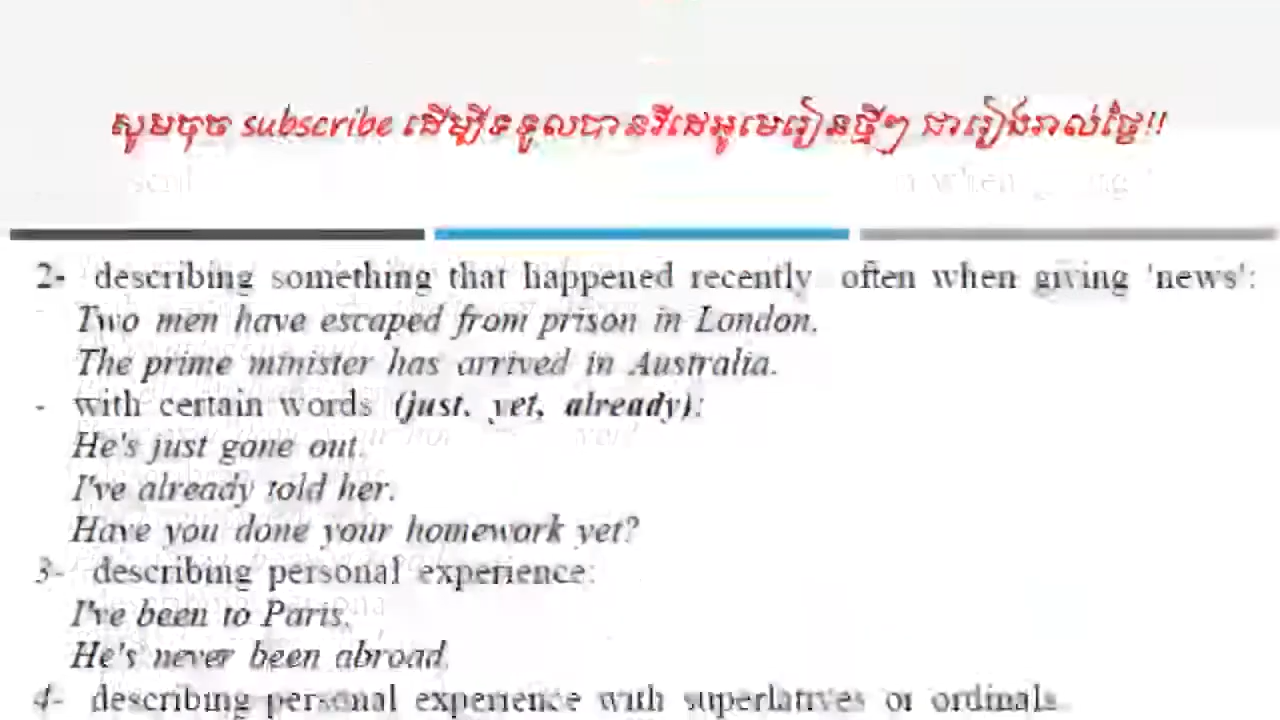 សូមចុច subscribe ដើម្បីទទួលបានវីដេអូមេរៀនថ្មីៗ ជារៀងរាល់ថ្ងៃ!!
2- describing something that happened recently often when giving 'news':
Two men have escaped from prison in London.
The prime minister has arrived in Australia.
- with certain words (just, yet, already):
He's just gone out.
I've already told her.
Have you done your homework yet?
3- describing personal experience:
I've been to Paris.
He's never been abroad.
4- describing personal experience with superlatives or ordinals